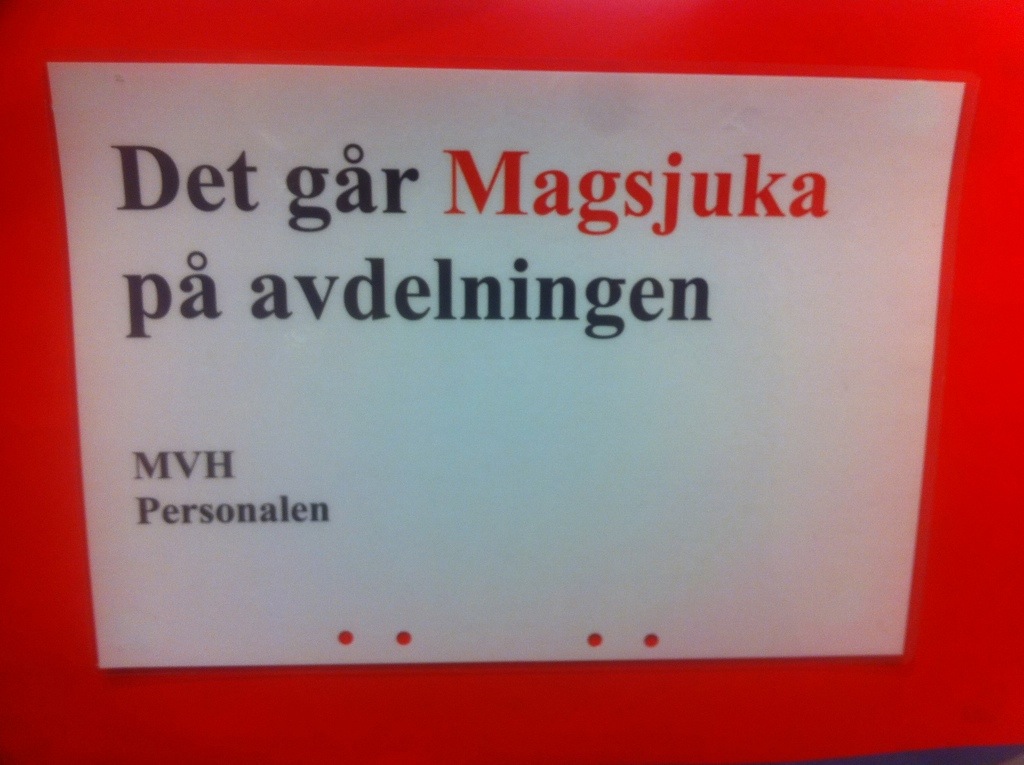 Det går Magsjuka
på avdelningen
MVH
Personalen